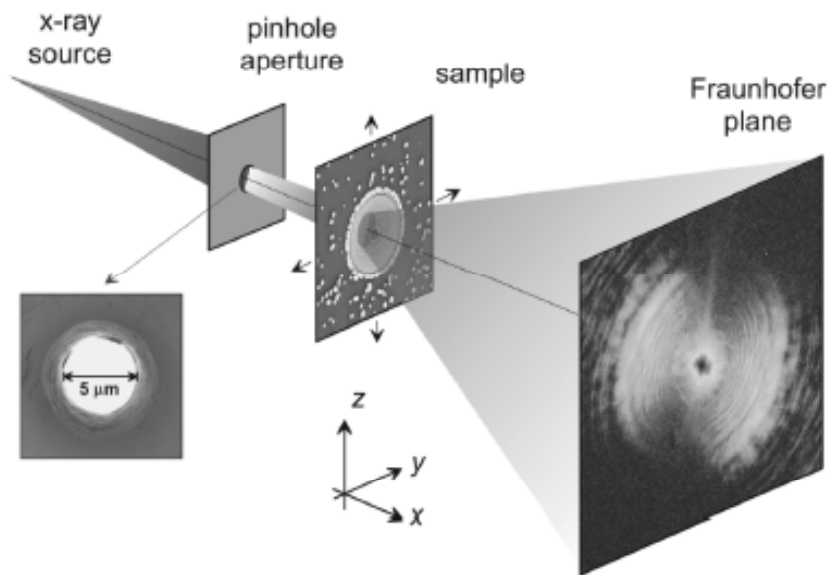 x-ray
source
pinhole
aperture
sample
Fraunhofer
plane
5 μm
z
y
x